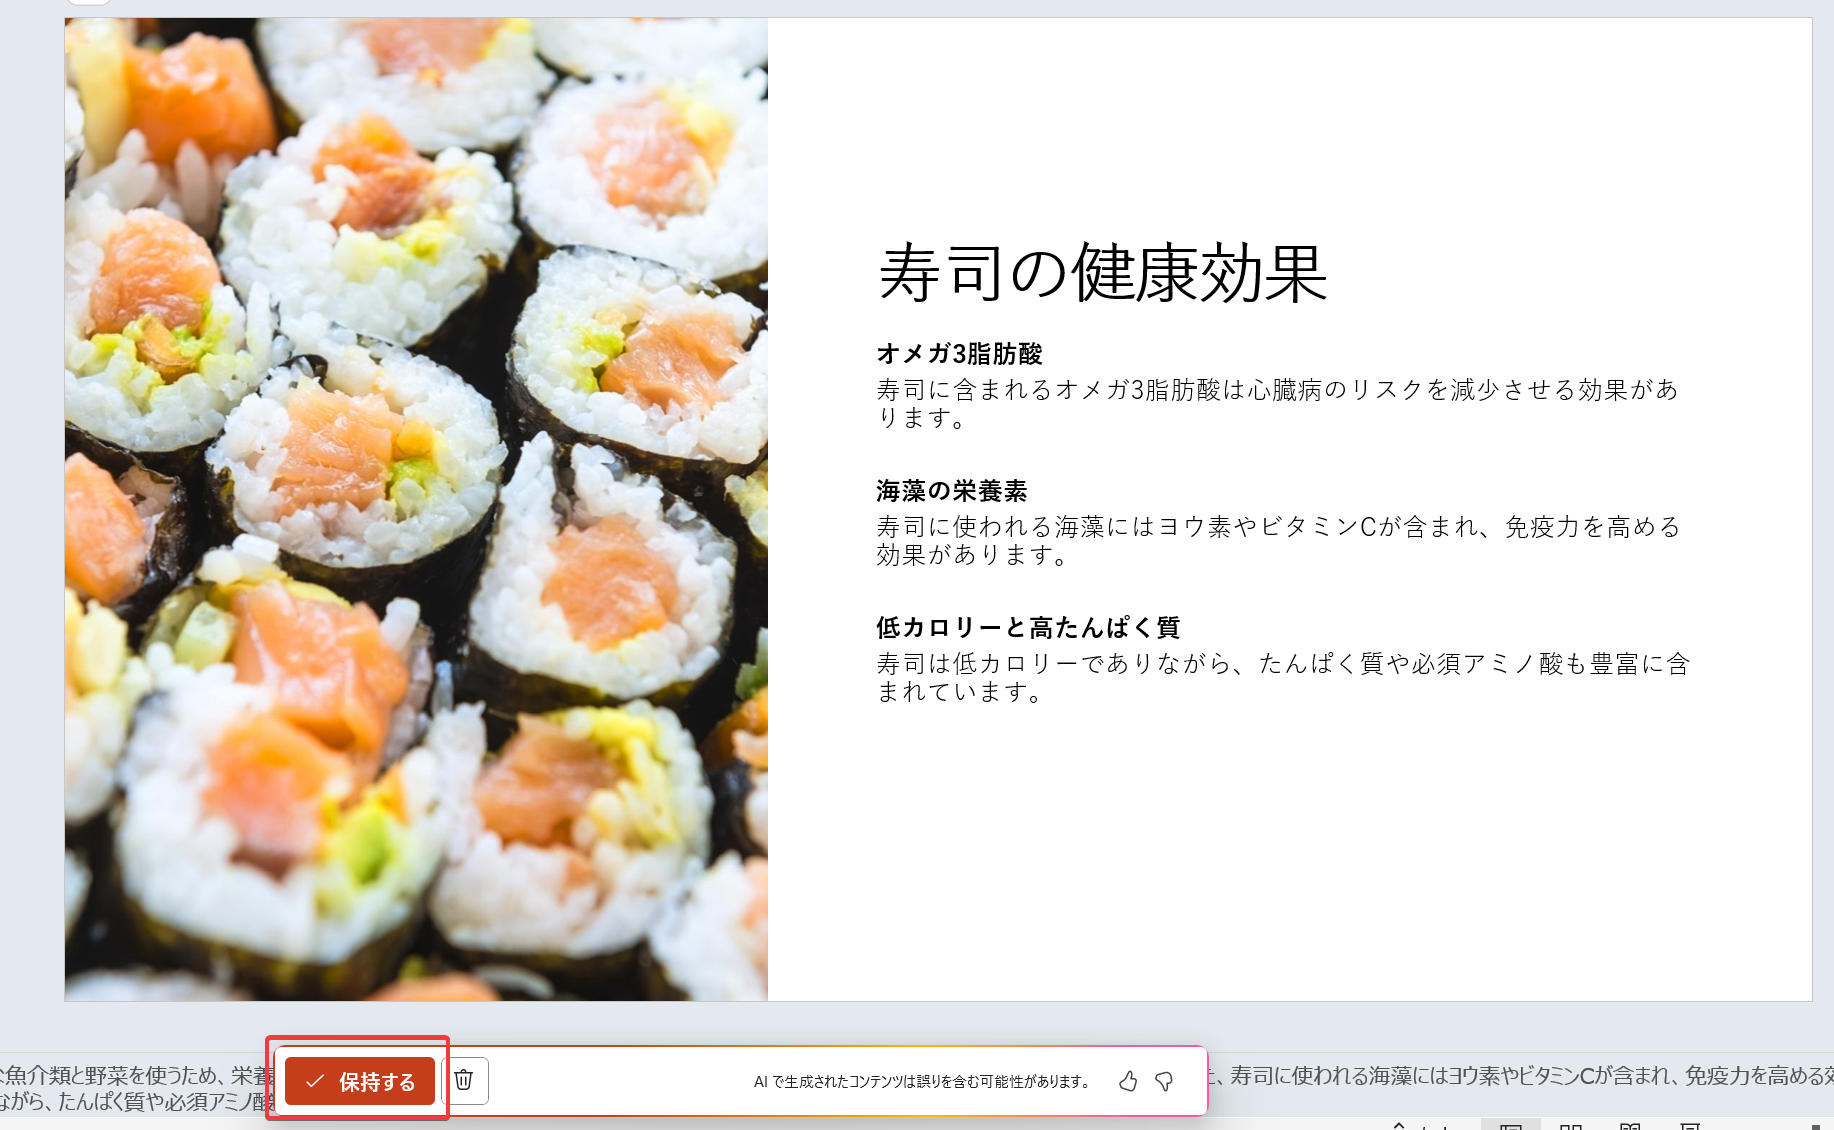 寿司の健康効果
オメガ3脂肪酸
寿司に含まれるオメガ3脂肪酸は心臓病のリスクを減少させる効果があ
ります。
海藻の栄養素
寿司に使われる海藻にはヨウ素やビタミンCが含まれ、免疫力を高める
効果があります。
低カロリーと高たんぱく質
寿司は低カロリーでありながら、たんぱく質や必須アミノ酸も豊富に含
まれています。
な魚介類と野菜を使うため、栄養
、寿司に使われる海藻にはヨウ素やビタミンCが含まれ、免疫力を高める効
ながら、たんぱく質や必須アミノ酸
保持する
AI で生成されたコンテンツは誤りを含む可能性があります。